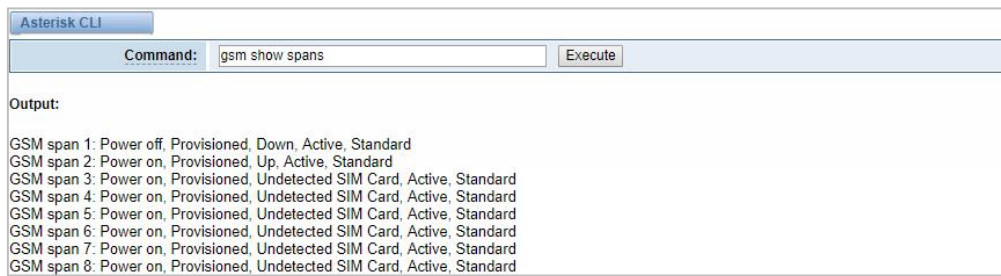 Asterisk CLI
Command: gsm show spans Execute
Output:
GSM span 1: Power off, Provisioned, Down, Active, Standard
GSM span 2: Power on, Provisioned, Up, Active, Standard
GSM span 3: Power on, Provisioned, Undetected SIM Card, Active, Standard
GSM span 4: Power on, Provisioned, Undetected SIM Card, Active, Standard
GSM span 5: Power on, Provisioned, Undetected SIM Card, Active, Standard
GSM span 6: Power on, Provisioned, Undetected SIM Card, Active, Standard
GSM span 7: Power on, Provisioned, Undetected SIM Card, Active, Standard
GSM span 8: Power on, Provisioned, Undetected SIM Card, Active, Standard